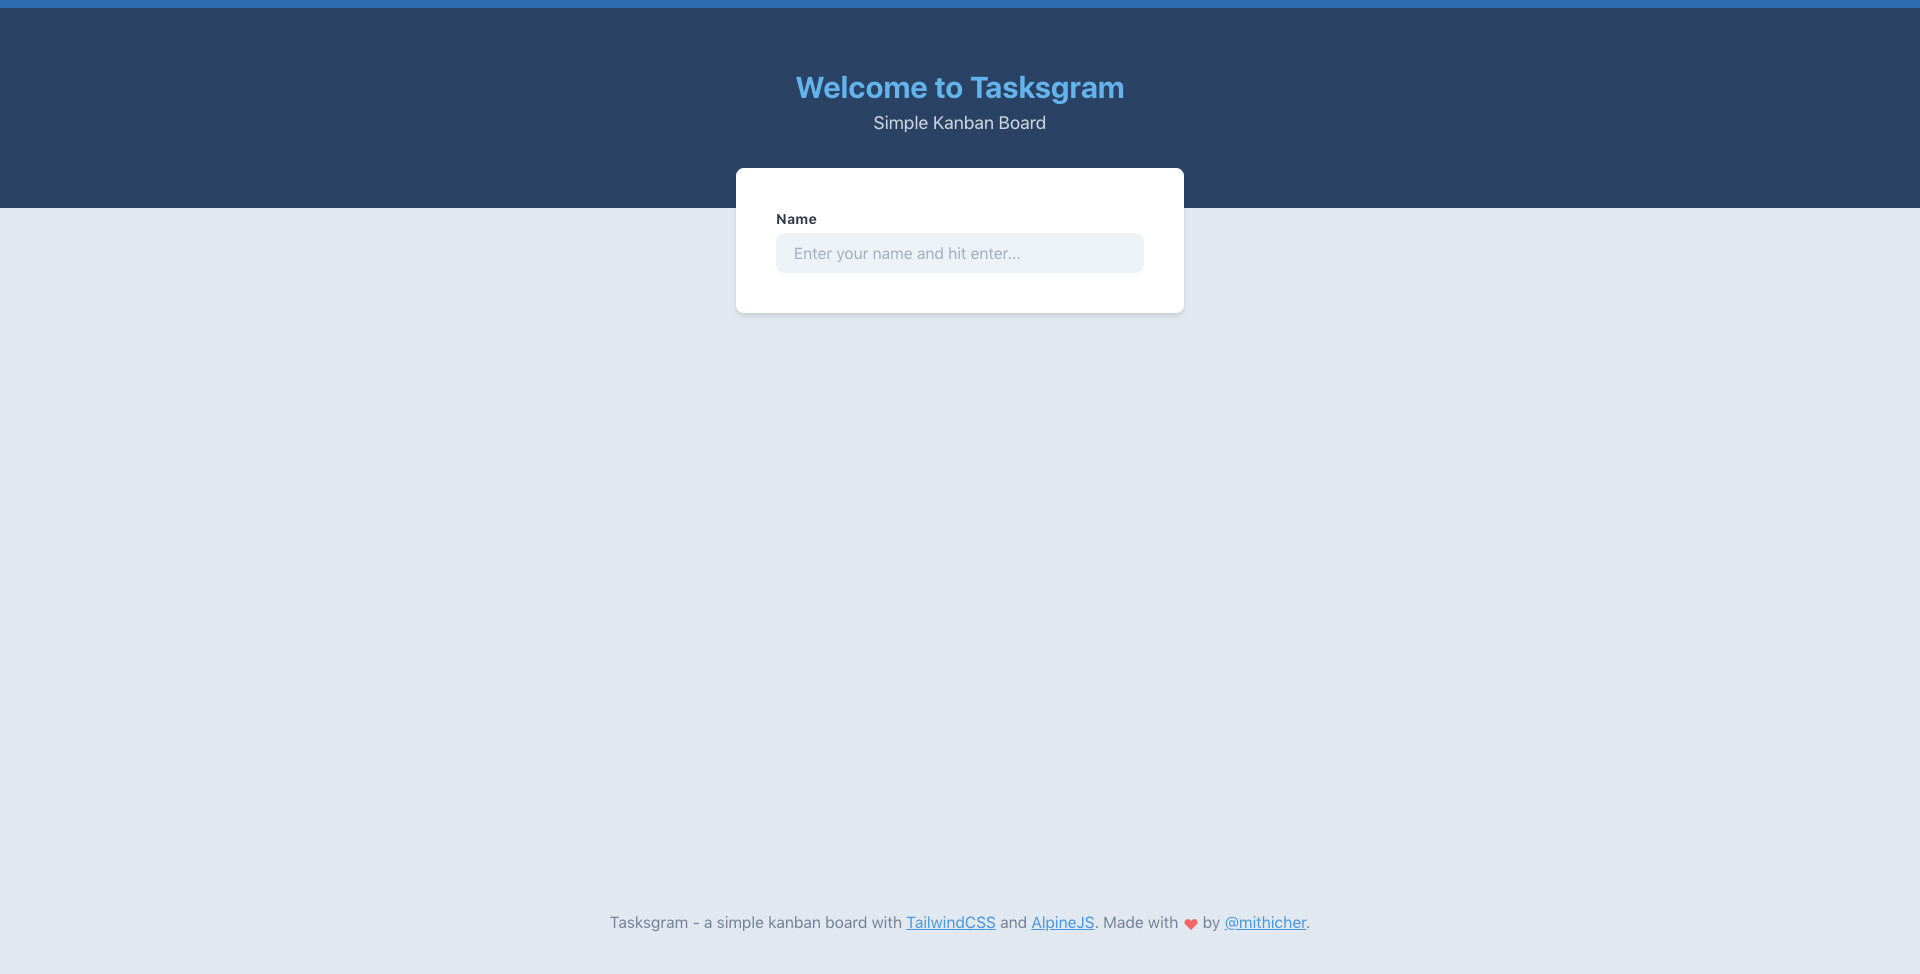 Welcome to Tasksgram
Simple Kanban Board
Name
Enter your name and hit enter...
Tasksgram - a simple kanban board with TailwindCSS and AlpineJS. Made with by @mithicher.